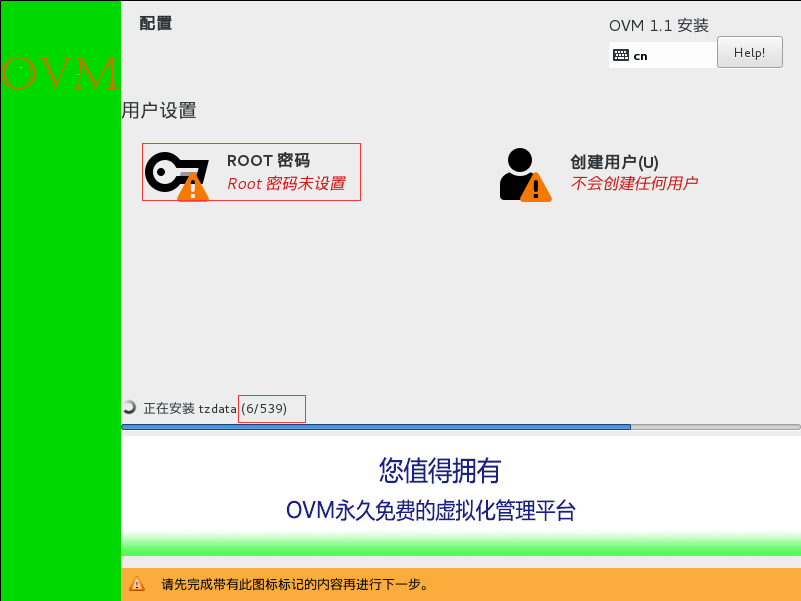 配置
OVM 1.1 安装
cn
Help!
OVM
用户设置
ROOT 密码
Root 密码未设置
创建用户(U)
不会创建任何用户
正在安装 tzdata (6/539)
您值得拥有
OVM永久免费的虚拟化管理平台
请先完成带有此图标标记的内容再进行下一步。